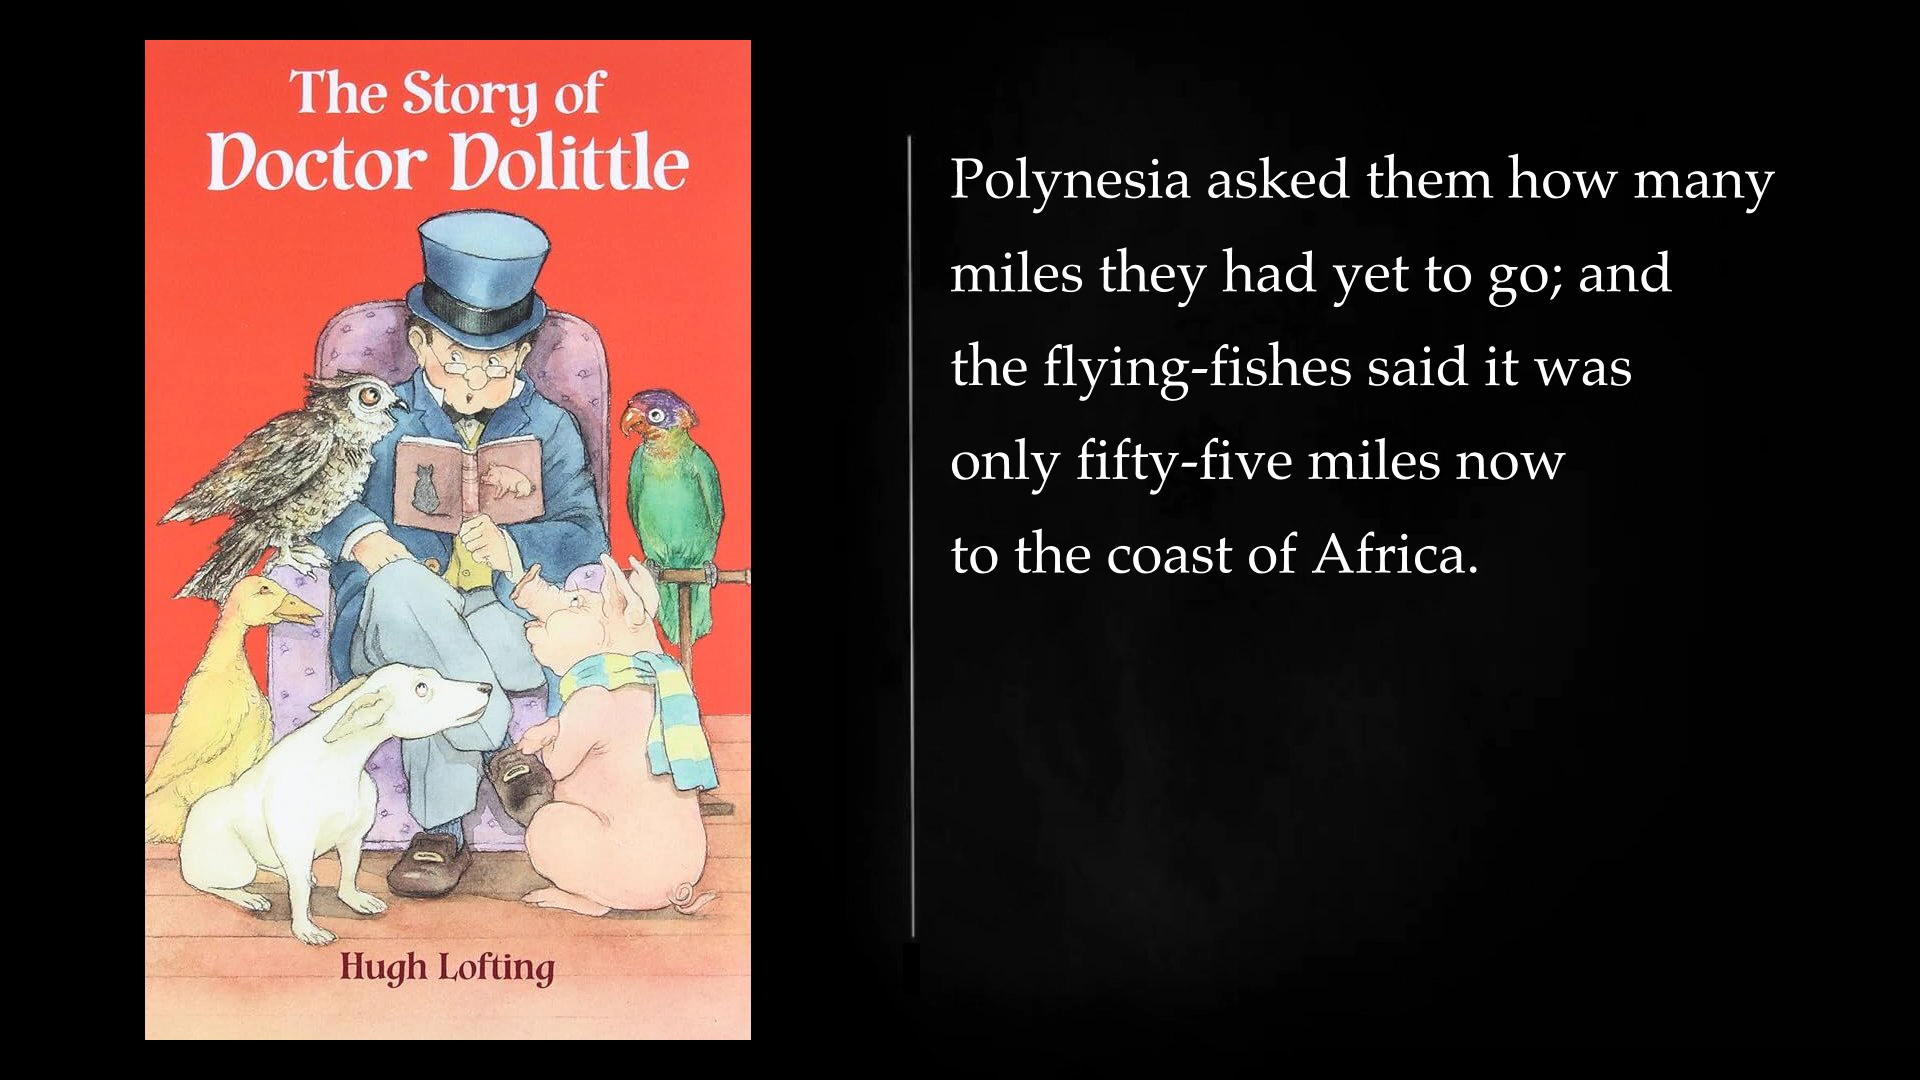 The Story of
Doctor Dolittle
Hugh Lofting
Polynesia asked them how many
miles they had yet to go; and
the flying-fishes said it was
only fifty-five miles now
to the coast of Africa.